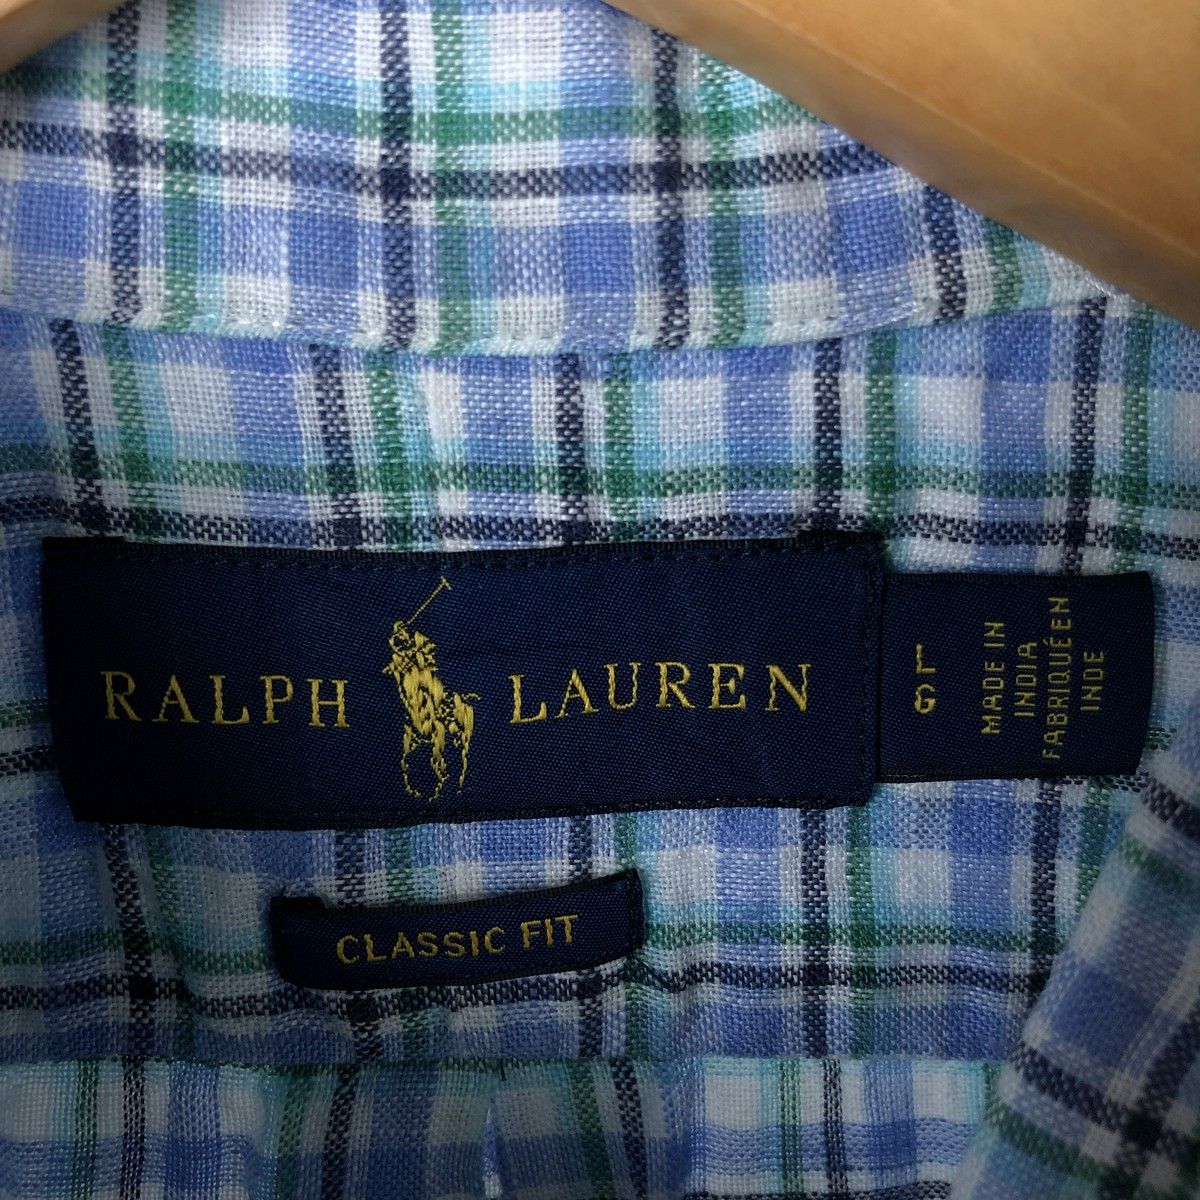 RALPH LAUREN
L
G
MADE IN
INDIA
FABRIQUÉ EN
INDE
CLASSIC FIT